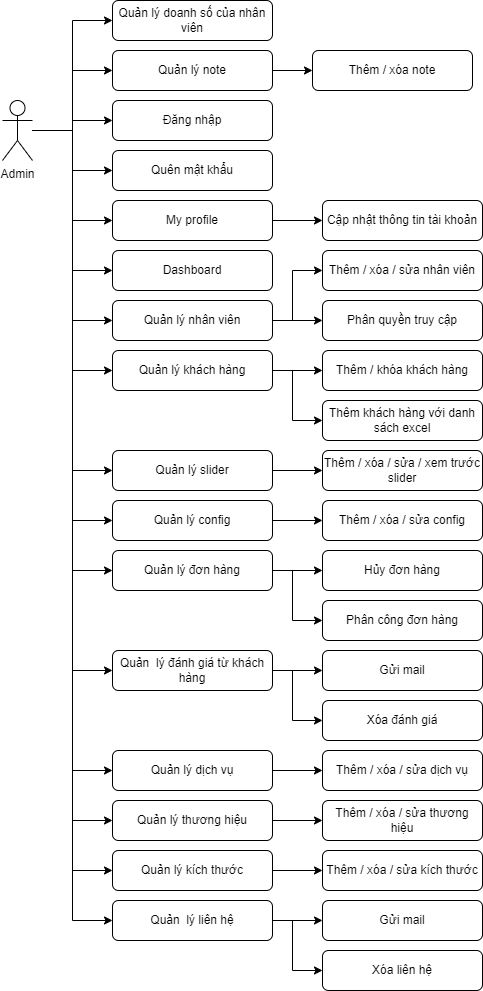 Quản lý doanh số của nhân
viên
Quản lý note
Thêm / xóa note
Admin
Đăng nhập
Quên mật khẩu
My profile
Cập nhật thông tin tài khoản
Dashboard
Thêm / xóa / sửa nhân viên
Quản lý nhân viên
Phân quyền truy cập
Quản lý khách hàng
Thêm / khóa khách hàng
Thêm khách hàng với danh
sách excel
Quản lý slider
Thêm / xóa / sửa / xem trước
slider
Quản lý config
Thêm / xóa / sửa config
Quản lý đơn hàng
Hủy đơn hàng
Phân công đơn hàng
Quản  lý đánh giá từ khách
hàng
Gửi mail
Xóa đánh giá
Quản lý dịch vụ
Thêm / xóa / sửa dịch vụ
Quản lý thương hiệu
Thêm / xóa / sửa thương
hiệu
Quản lý kích thước
Thêm / xóa / sửa kích thước
Quản  lý liên hệ
Gửi mail
Xóa liên hệ